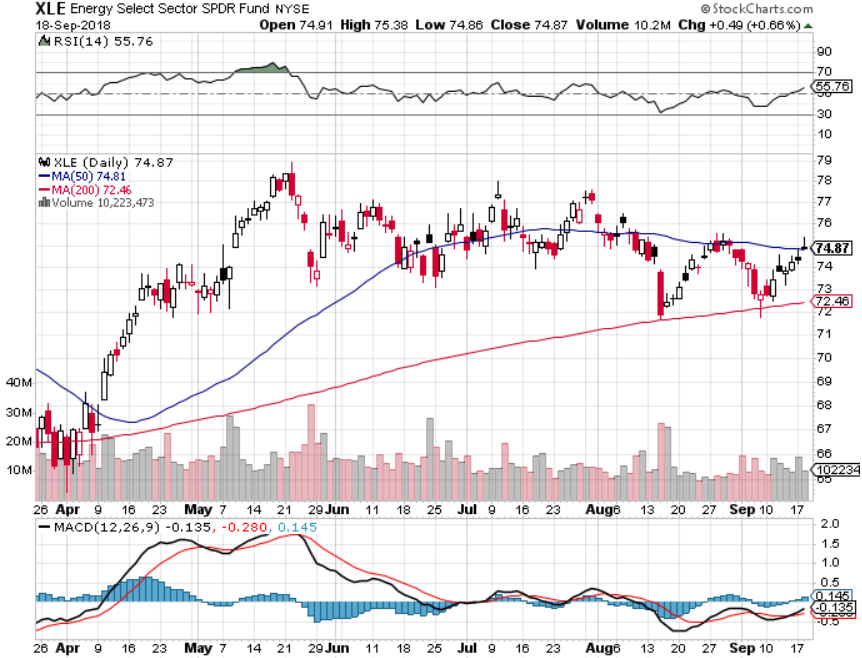 XLE Energy Select Sector SPDR Fund NYSE
© StockCharts.com
18-Sep-2018
Open 74.91 High 75.38 Low 74.86 Close 74.87 Volume 10.2M Chg +0.49 (+0.66%)
RSI(14) 55.76
90
70
55.76
30
10
XLE (Daily) 74.87
MA(50) 74.81
MA(200) 72.46
Volume 10,223,473
79
78
77
76
74.87
74
73
72.46
72
71
70
69
68
67
66
65
40M
30M
20M
10M
102234
26 Apr 9 16 23 May 7 14 21 29 Jun 11 18 25 Jul 9 16 23 Aug 6 13 20 27 Sep 10 17
MACD(12,26,9) -0.135, -0.280, 0.145
2.0
1.5
1.0
0.5
0.145
-0.135
-0.5
26 Apr 9 16 23 May 7 14 21 29 Jun 11 18 25 Jul 9 16 23 Aug 6 13 20 27 Sep 10 17